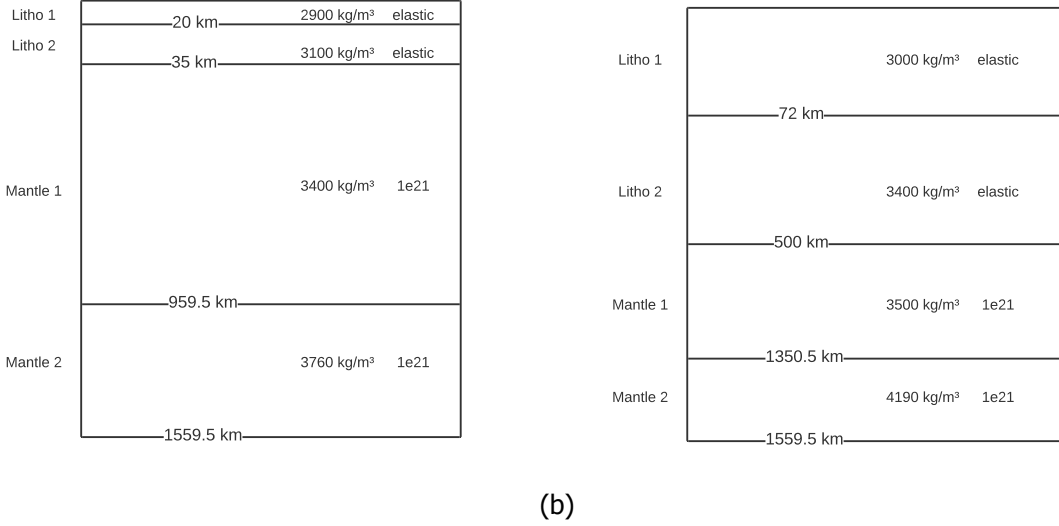 Litho 1 2900 kg/m³ elastic
20 km
Litho 2 3100 kg/m³ elastic
35 km
Mantle 1 3400 kg/m³ 1e21
959.5 km
Mantle 2 3760 kg/m³ 1e21
1559.5 km
Litho 1 3000 kg/m³ elastic
72 km
Litho 2 3400 kg/m³ elastic
500 km
Mantle 1 3500 kg/m³ 1e21
1350.5 km
Mantle 2 4190 kg/m³ 1e21
1559.5 km
(b)